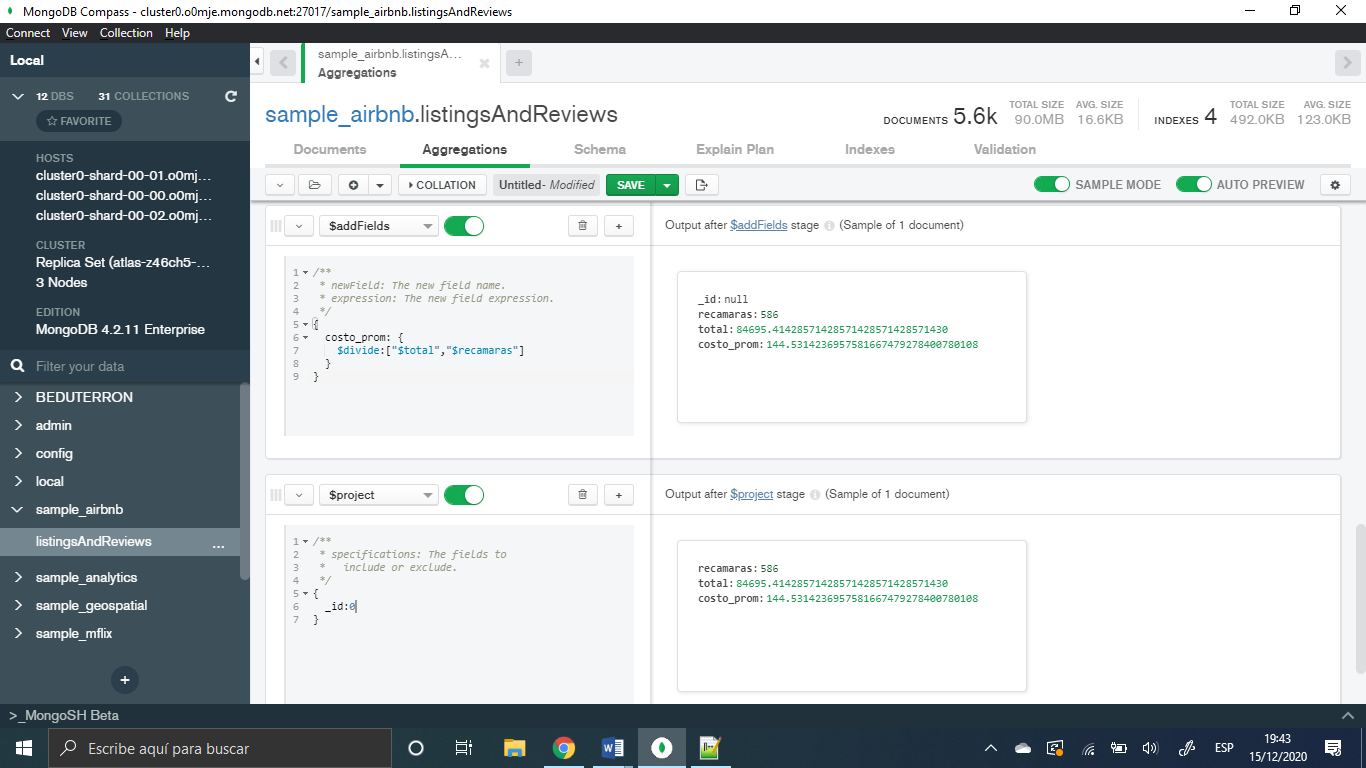 MongoDB Compass - cluster0.o0mje.mongodb.net:27017/sample_airbnb.listingsAndReviews
Connect View Collection Help
Local
12 DBS 31 COLLECTIONS
FAVORITE
HOSTS
cluster0-shard-00-01.o0mj...
cluster0-shard-00-00.o0mj...
cluster0-shard-00-02.o0mj...
CLUSTER
Replica Set (atlas-z46ch5-...
3 Nodes
EDITION
MongoDB 4.2.11 Enterprise
Filter your data
BEDUTERRON
admin
config
local
sample_airbnb
listingsAndReviews ...
sample_analytics
sample_geospatial
sample_mflix
sample_airbnb.listingsA...
Aggregations
sample_airbnb.listingsAndReviews
DOCUMENTS 5.6k TOTAL SIZE 90.0MB AVG. SIZE 16.6KB INDEXES 4 TOTAL SIZE 492.0KB AVG. SIZE 123.0KB
Documents Aggregations Schema Explain Plan Indexes Validation
COLLATION Untitled- Modified SAVE SAMPLE MODE AUTO PREVIEW
$addFields
Output after $addFields stage (Sample of 1 document)
1 /**
2 * newField: The new field name.
3 * expression: The new field expression.
4 */
5 {
6 costo_prom: {
7 $divide:["$total","$recamaras"]
8 }
9 }
_id: null
recamaras: 586
total: 84695.41428571428571428571428571430
costo_prom: 144.5314236957581667479278400780108
$project
Output after $project stage (Sample of 1 document)
1 /**
2 * specifications: The fields to
3 * include or exclude.
4 */
5 {
6 _id:0
7 }
recamaras: 586
total: 84695.41428571428571428571428571430
costo_prom: 144.5314236957581667479278400780108
>_MongoSH Beta
Escribe aquí para buscar
ESP
19:43
15/12/2020